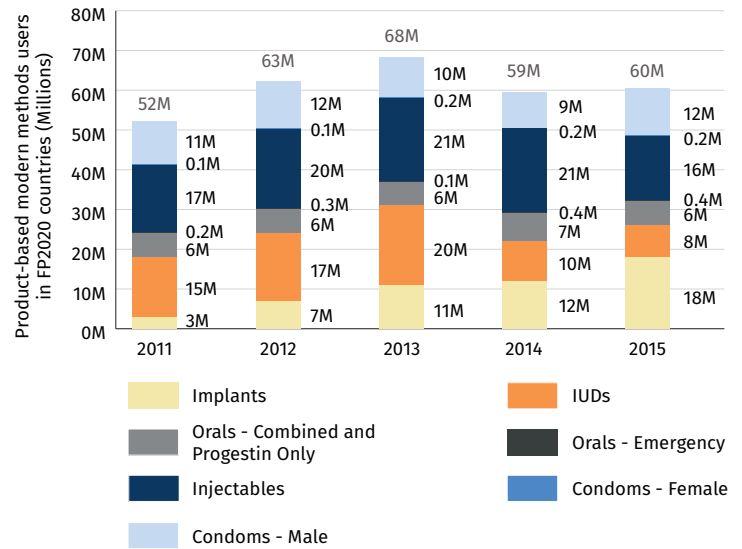 Product-based modern methods users
in FP2020 countries (Millions)
80M
70M
60M
50M
40M
30M
20M
10M
0M
52M
11M
0.1M
17M
0.2M
6M
15M
3M
63M
12M
0.1M
20M
0.3M
6M
17M
7M
68M
10M
0.2M
21M
0.1M
6M
20M
11M
59M
9M
0.2M
21M
0.4M
7M
10M
12M
60M
12M
0.2M
16M
0.4M
6M
8M
18M
2011
2012
2013
2014
2015
Implants
IUDs
Orals - Combined and
Progestin Only
Orals - Emergency
Injectables
Condoms - Female
Condoms - Male